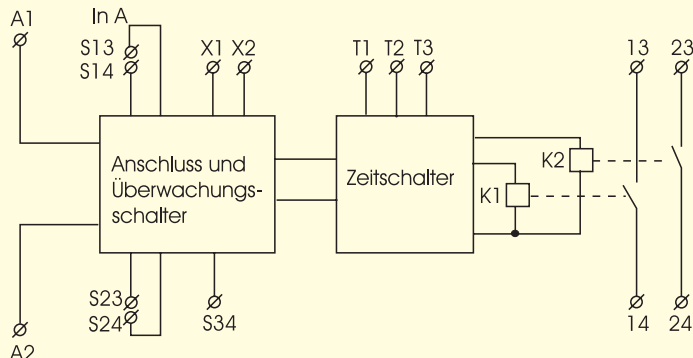 A1
In A
S13
S14
X1 X2
T1 T2 T3
13 23
Anschluss und
Überwachungs-
schalter
Zeitschalter
K2
K1
S23
S24
S34
14 24
A2